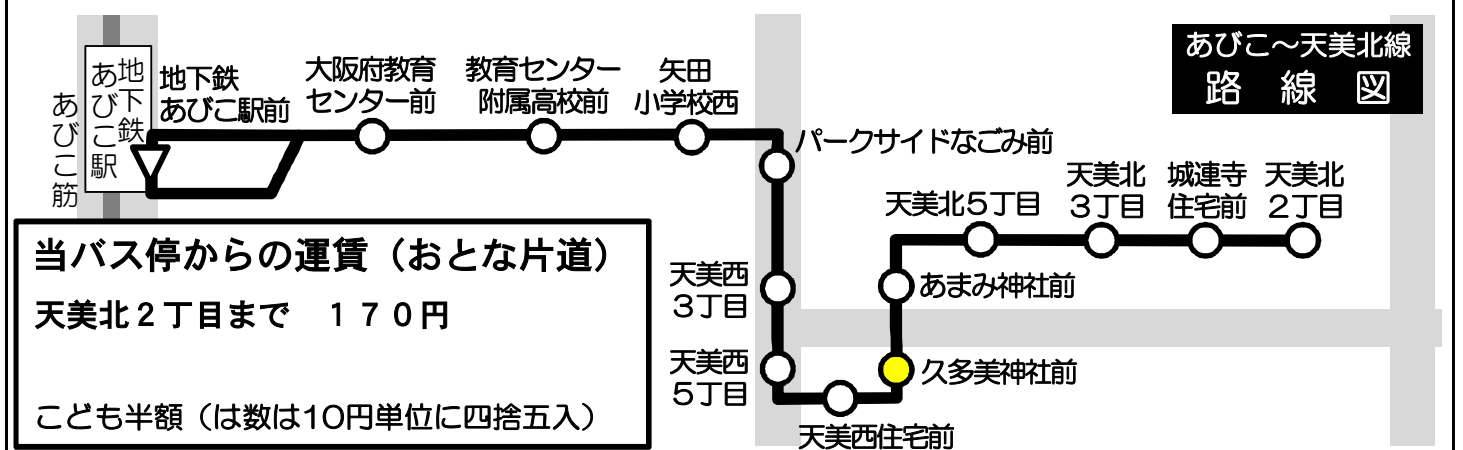 あびこ～天美北線
路線図
あびこ筋
地下鉄
あびこ駅
地下鉄
あびこ駅前
大阪府教育
センター前
教育センター
附属高校前
矢田
小学校西
パークサイドなごみ前
天美西
3丁目
天美西
5丁目
天美西住宅前
久多美神社前
あまみ神社前
天美北5丁目
天美北
3丁目
城連寺
住宅前
天美北
2丁目
当バス停からの運賃（おとな片道）
天美北２丁目まで　１７０円
こども半額（は数は10円単位に四捨五入）